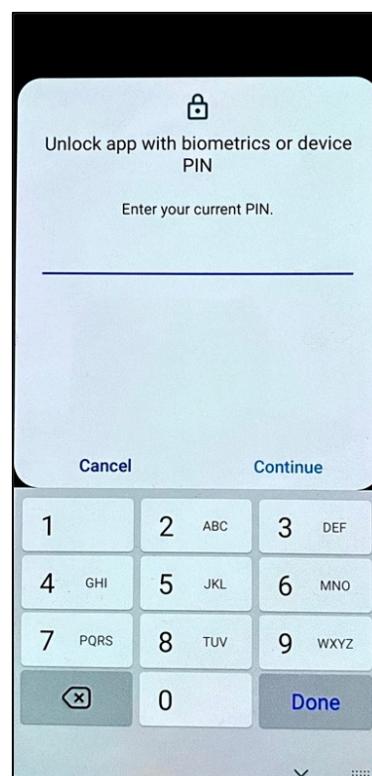 Unlock app with biometrics or device
PIN
Enter your current PIN.
Cancel Continue
1 2 ABC 3 DEF
4 GHI 5 JKL 6 MNO
7 PQRS 8 TUV 9 WXYZ
0 Done